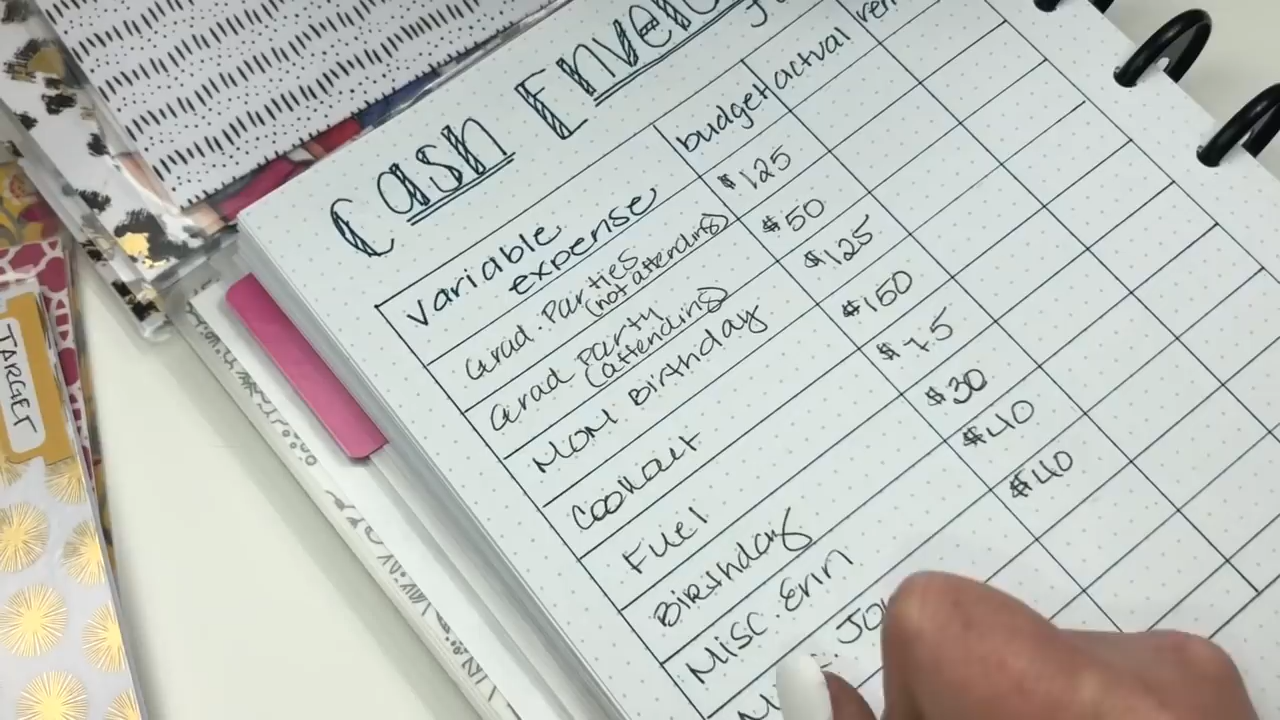 Cash
variable expense budget actual
Grad. Parties (not attending) $125
Grad Party (attending) $50
Mom Birthday $125
Cookout $150
Fuel $75
Birthday $30
Misc. Erin $40
$40
TARGET